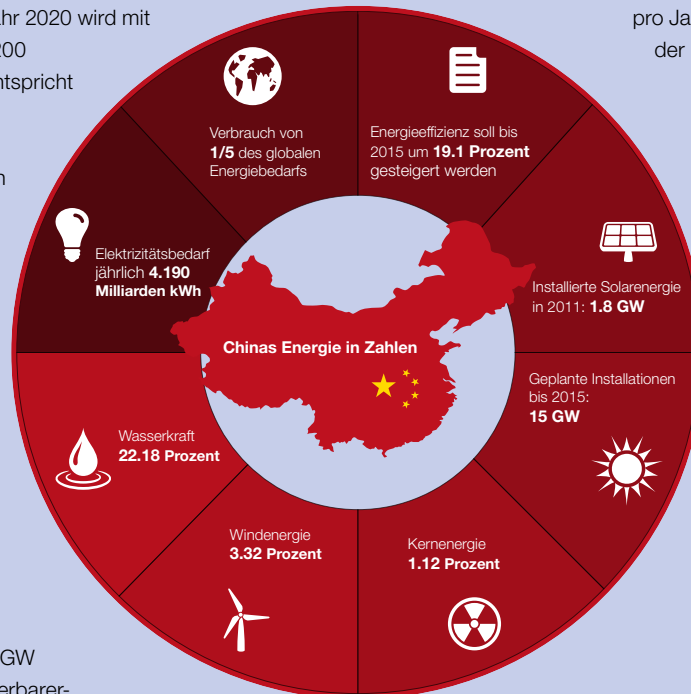 hr 2020 wird mit
200
ntspricht
n
GW
erbarer-
pro Ja
der
Verbrauch von
1/5 des globalen
Energiebedarfs
Energieeffizienz soll bis
2015 um 19.1 Prozent
gesteigert werden
Elektrizitätsbedarf
jährlich 4.190
Milliarden kWh
Installierte Solarenergie
in 2011: 1.8 GW
Chinas Energie in Zahlen
Geplante Installationen
bis 2015:
15 GW
Wasserkraft
22.18 Prozent
Windenergie
3.32 Prozent
Kernenergie
1.12 Prozent